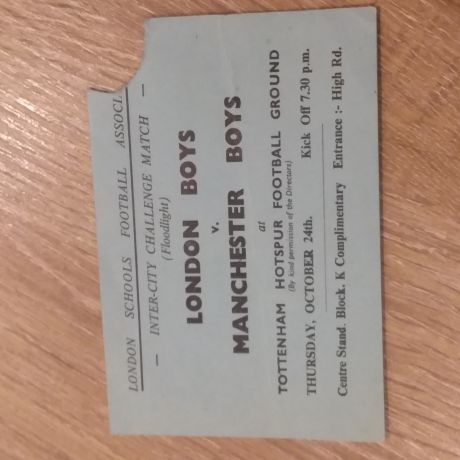 LONDON SCHOOLS FOOTBALL ASSOCI
— INTER-CITY CHALLENGE MATCH —
(Floodlight)
LONDON BOYS
v.
MANCHESTER BOYS
at
TOTTENHAM HOTSPUR FOOTBALL GROUND
(By kind permission of the Directors)
THURSDAY, OCTOBER 24th. Kick Off 7.30 p.m.
Centre Stand. Block. K Complimentary Entrance :- High Rd.